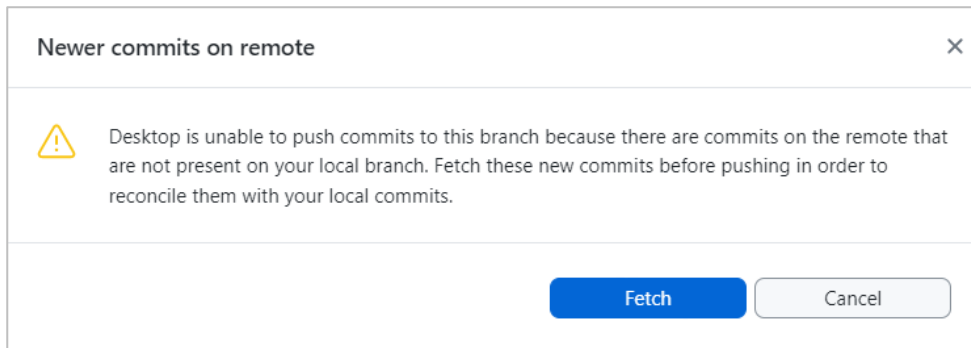 Newer commits on remote
Desktop is unable to push commits to this branch because there are commits on the remote that
are not present on your local branch. Fetch these new commits before pushing in order to
reconcile them with your local commits.
Fetch
Cancel